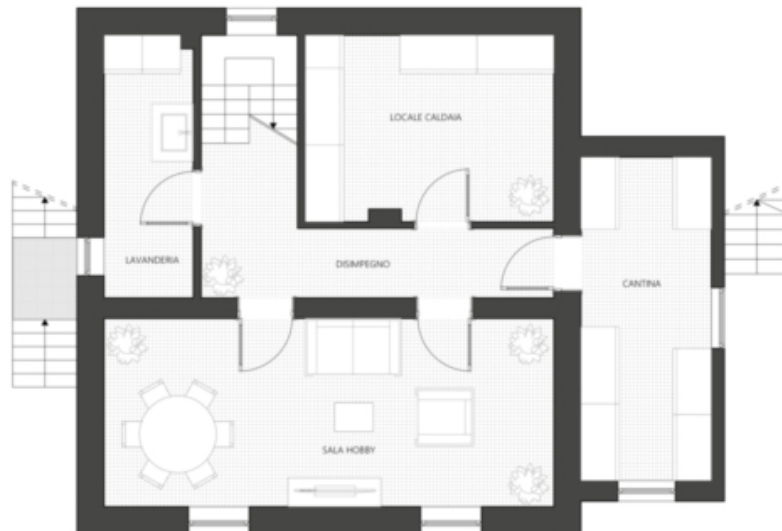 LOCALE CALDAIA
LAVANDERIA
DISIMPEGNO
CANTINA
SALA HOBBY